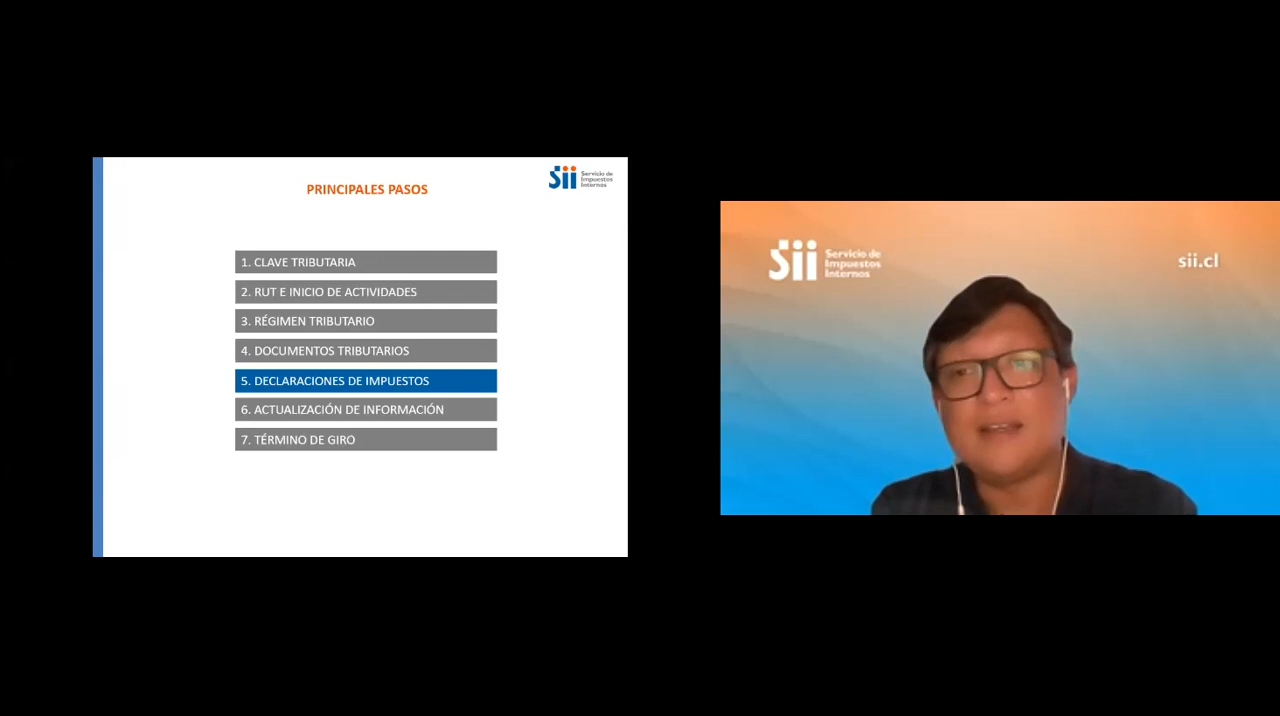 PRINCIPALES PASOS
sii Servicio de
Impuestos
Internos
1. CLAVE TRIBUTARIA
2. RUT E INICIO DE ACTIVIDADES
3. RÉGIMEN TRIBUTARIO
4. DOCUMENTOS TRIBUTARIOS
5. DECLARACIONES DE IMPUESTOS
6. ACTUALIZACIÓN DE INFORMACIÓN
7. TÉRMINO DE GIRO
sii Servicio de
Impuestos
Internos
sii.cl